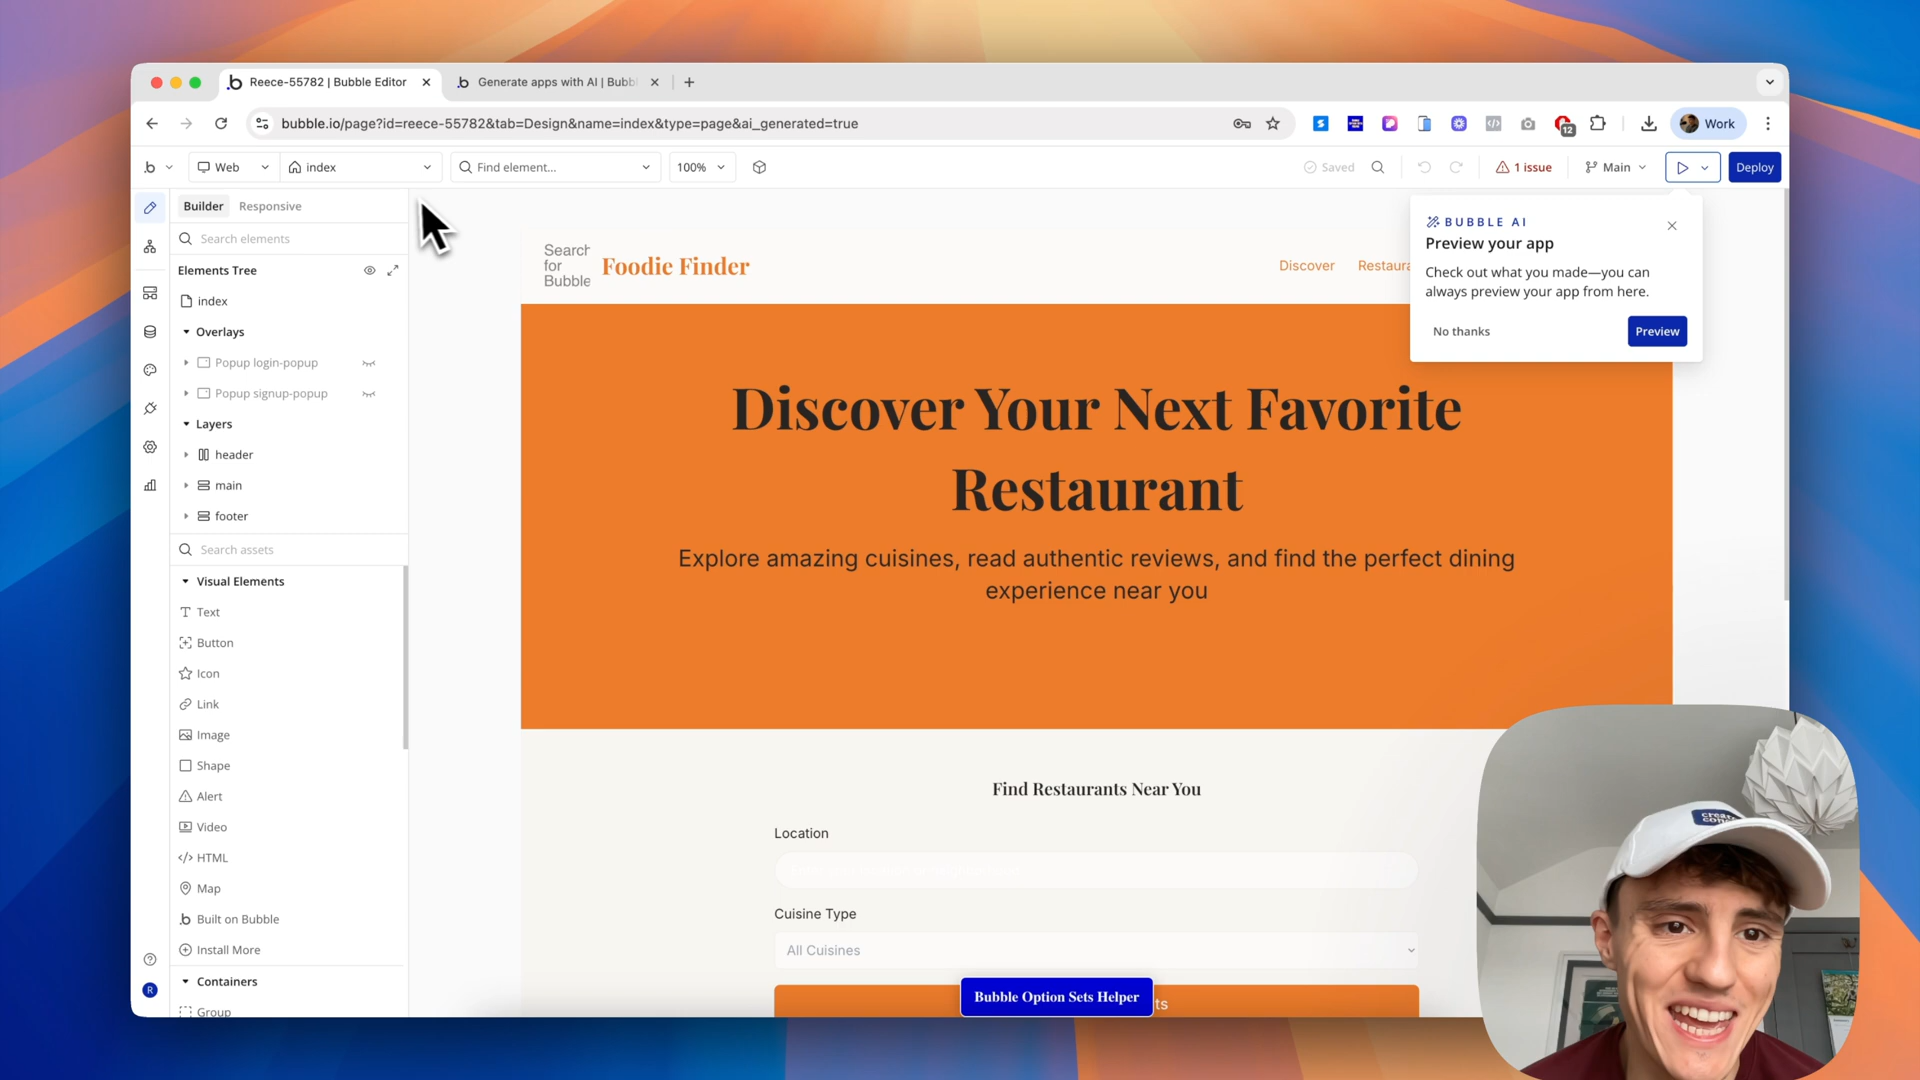 Reece-55782 | Bubble Editor
Generate apps with AI | Bubbl
bubble.io/page?id=reece-55782&tab=Design&name=index&type=page&ai_generated=true
12
Work
Web
index
Find element...
100%
Saved
1 issue
Main
Deploy
Builder
Responsive
Search elements
Elements Tree
index
Overlays
Popup login-popup
Popup signup-popup
Layers
header
main
footer
Search assets
Visual Elements
Text
Button
Icon
Link
Image
Shape
Alert
Video
</> HTML
Map
Built on Bubble
Install More
Containers
Group
R
Search
for
Bubble
Foodie Finder
Discover
Restaura
BUBBLE AI
Preview your app
Check out what you made—you can
always preview your app from here.
No thanks
Preview
Discover Your Next Favorite
Restaurant
Explore amazing cuisines, read authentic reviews, and find the perfect dining
experience near you
Find Restaurants Near You
Location
Cuisine Type
All Cuisines
Bubble Option Sets Helper
ts